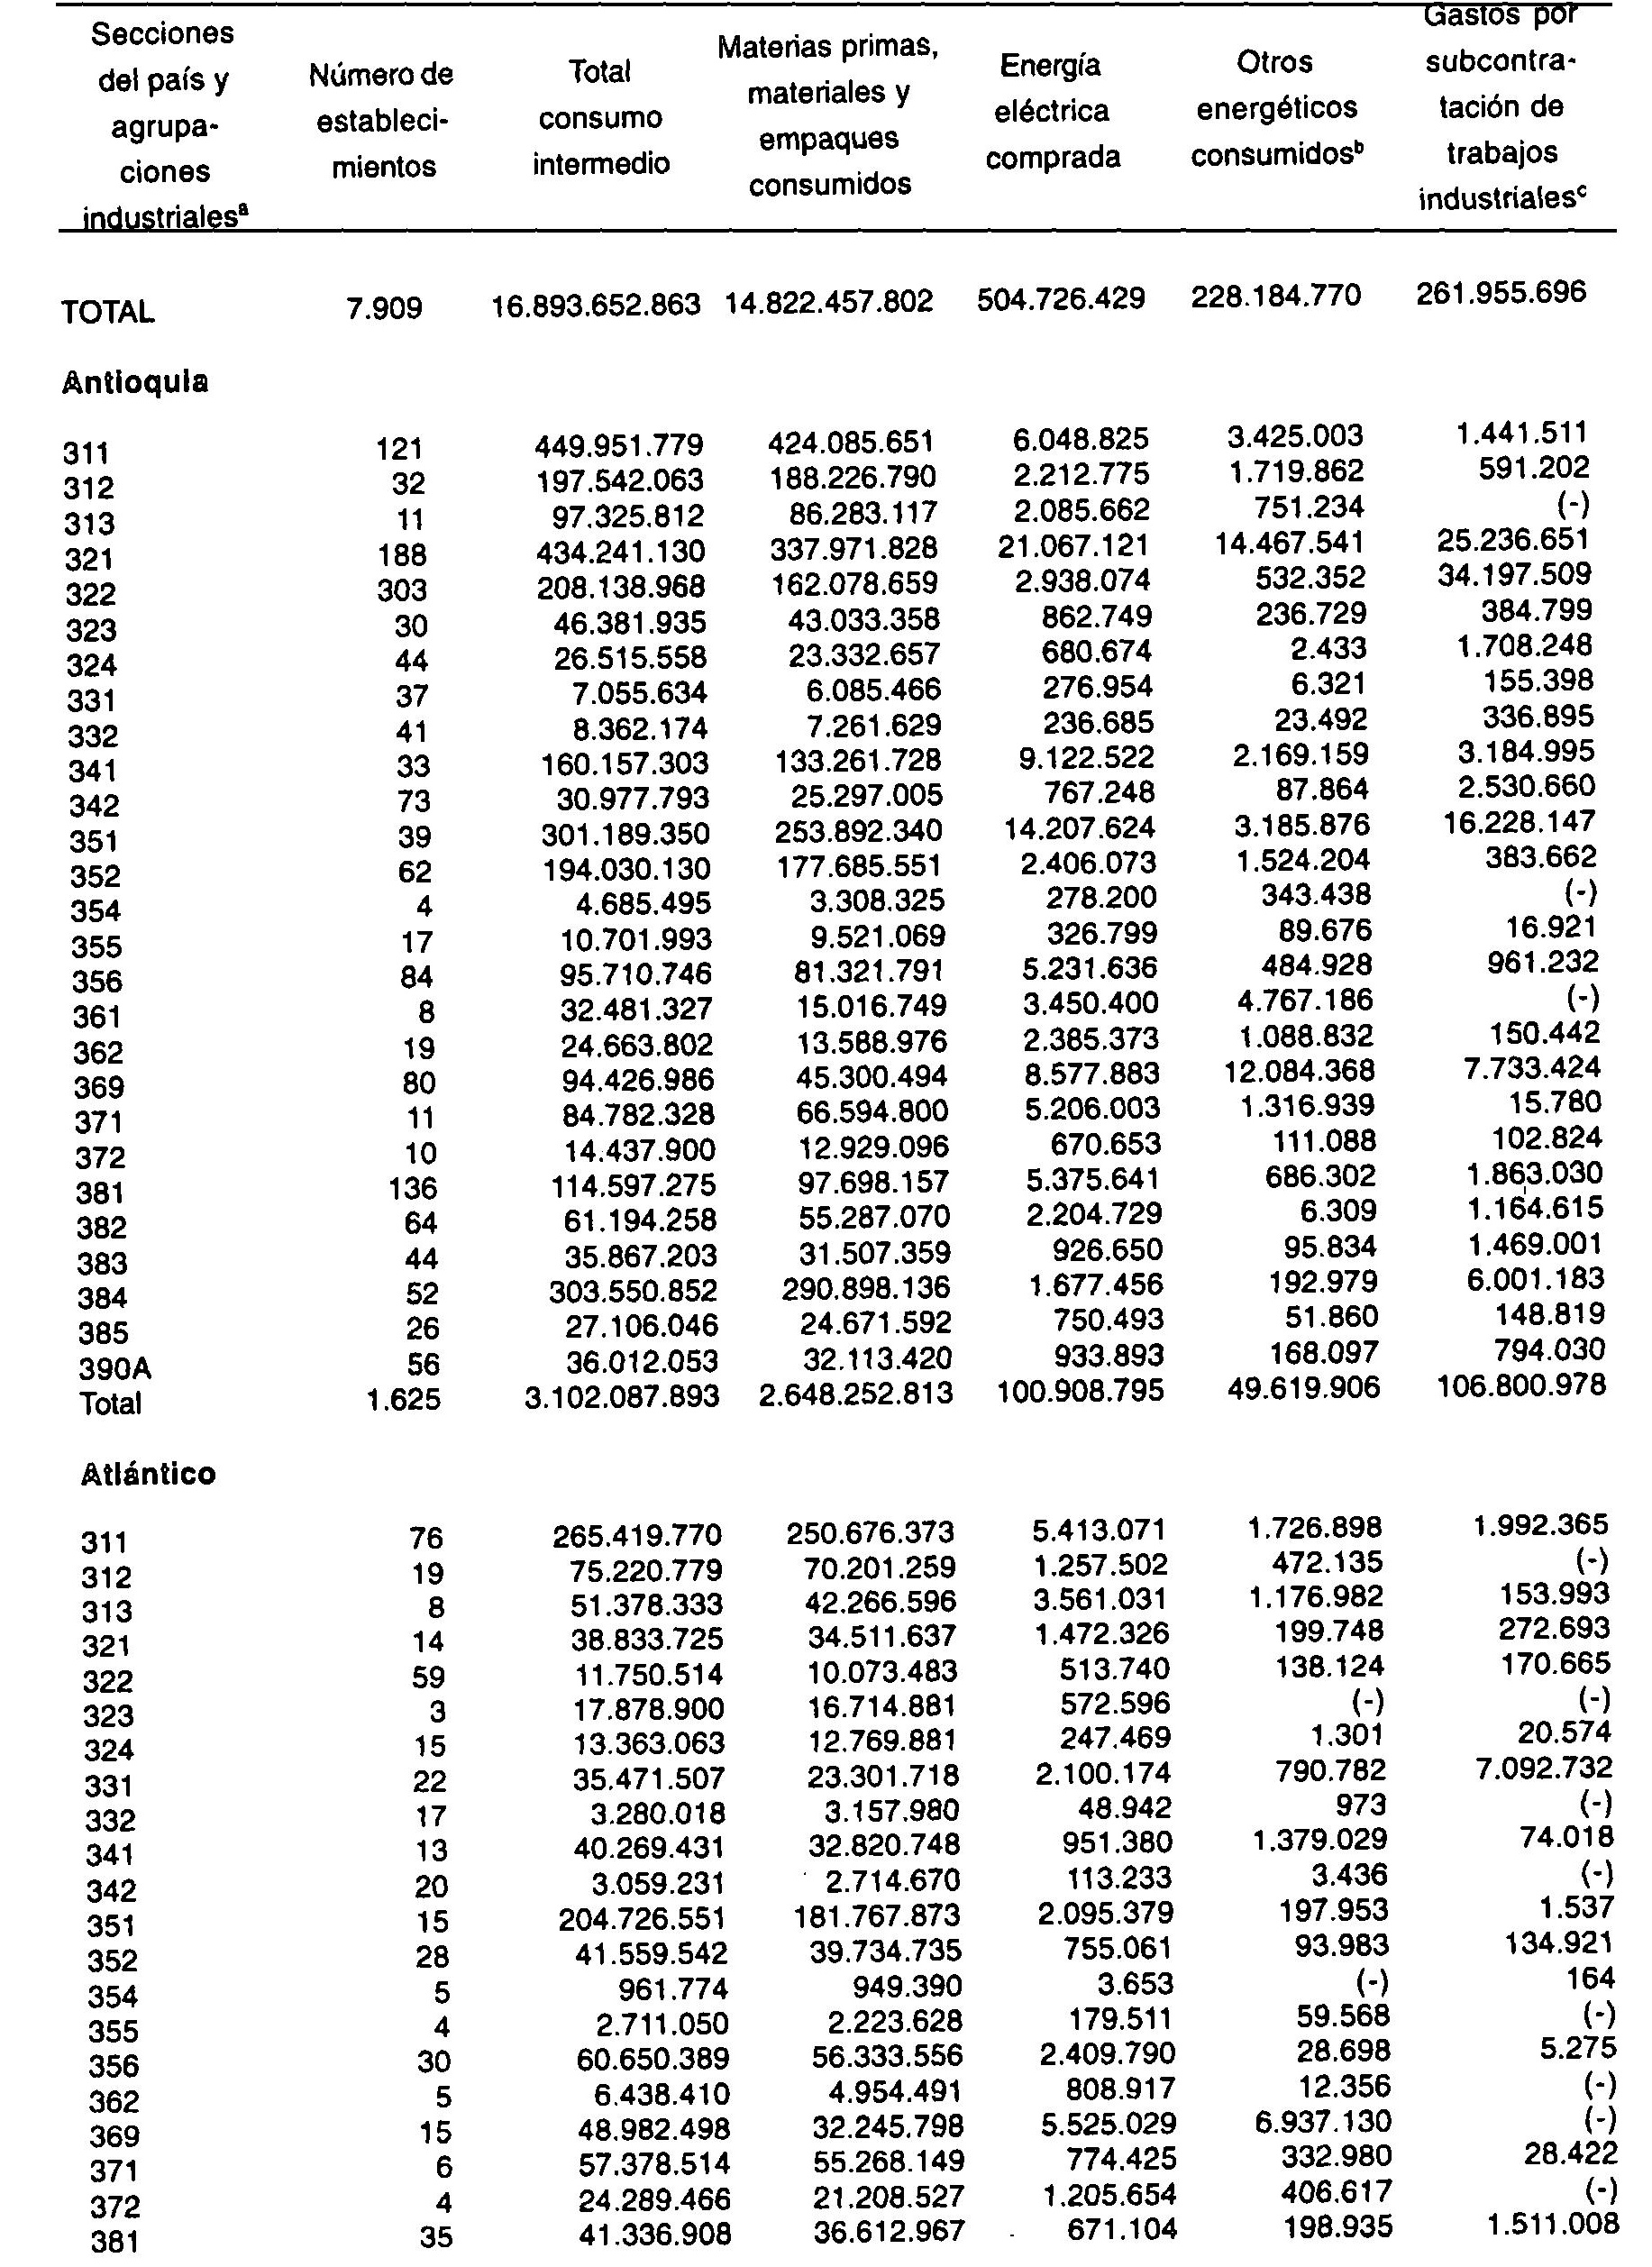 Secciones del país y agrupa- ciones industrialesª Número de estableci- mientos Total consumo intermedio Materias primas, materiales y empaques consumidos Energía eléctrica comprada Otros energéticos consumidosᵇ Gastos por subcontra- tación de trabajos industrialesᶜ
TOTAL 7.909 16.893.652.863 14.822.457.802 504.726.429 228.184.770 261.955.696
Antioquia
311 121 449.951.779 424.085.651 6.048.825 3.425.003 1.441.511
312 32 197.542.063 188.226.790 2.212.775 1.719.862 591.202
313 11 97.325.812 86.283.117 2.085.662 751.234 (-)
321 188 434.241.130 337.971.828 21.067.121 14.467.541 25.236.651
322 303 208.138.968 162.078.659 2.938.074 532.352 34.197.509
323 30 46.381.935 43.033.358 862.749 236.729 384.799
324 44 26.515.558 23.332.657 680.674 2.433 1.708.248
331 37 7.055.634 6.085.466 276.954 6.321 155.398
332 41 8.362.174 7.261.629 236.685 23.492 336.895
341 33 160.157.303 133.261.728 9.122.522 2.169.159 3.184.995
342 73 30.977.793 25.297.005 767.248 87.864 2.530.660
351 39 301.189.350 253.892.340 14.207.624 3.185.876 16.228.147
352 62 194.030.130 177.685.551 2.406.073 1.524.204 383.662
354 4 4.685.495 3.308.325 278.200 343.438 (-)
355 17 10.701.993 9.521.069 326.799 89.676 16.921
356 84 95.710.746 81.321.791 5.231.636 484.928 961.232
361 8 32.481.327 15.016.749 3.450.400 4.767.186 (-)
362 19 24.663.802 13.588.976 2.385.373 1.088.832 150.442
369 80 94.426.986 45.300.494 8.577.883 12.084.368 7.733.424
371 11 84.782.328 66.594.800 5.206.003 1.316.939 15.780
372 10 14.437.900 12.929.096 670.653 111.088 102.824
381 136 114.597.275 97.698.157 5.375.641 686.302 1.863.030
382 64 61.194.258 55.287.070 2.204.729 6.309 1.164.615
383 44 35.867.203 31.507.359 926.650 95.834 1.469.001
384 52 303.550.852 290.898.136 1.677.456 192.979 6.001.183
385 26 27.106.046 24.671.592 750.493 51.860 148.819
390A 56 36.012.053 32.113.420 933.893 168.097 794.030
Total 1.625 3.102.087.893 2.648.252.813 100.908.795 49.619.906 106.800.978
Atlántico
311 76 265.419.770 250.676.373 5.413.071 1.726.898 1.992.365
312 19 75.220.779 70.201.259 1.257.502 472.135 (-)
313 8 51.378.333 42.266.596 3.561.031 1.176.982 153.993
321 14 38.833.725 34.511.637 1.472.326 199.748 272.693
322 59 11.750.514 10.073.483 513.740 138.124 170.665
323 3 17.878.900 16.714.881 572.596 (-) (-)
324 15 13.363.063 12.769.881 247.469 1.301 20.574
331 22 35.471.507 23.301.718 2.100.174 790.782 7.092.732
332 17 3.280.018 3.157.980 48.942 973 (-)
341 13 40.269.431 32.820.748 951.380 1.379.029 74.018
342 20 3.059.231 2.714.670 113.233 3.436 (-)
351 15 204.726.551 181.767.873 2.095.379 197.953 1.537
352 28 41.559.542 39.734.735 755.061 93.983 134.921
354 5 961.774 949.390 3.653 (-) 164
355 4 2.711.050 2.223.628 179.511 59.568 (-)
356 30 60.650.389 56.333.556 2.409.790 28.698 5.275
362 5 6.438.410 4.954.491 808.917 12.356 (-)
369 15 48.982.498 32.245.798 5.525.029 6.937.130 (-)
371 6 57.378.514 55.268.149 774.425 332.980 28.422
372 4 24.289.466 21.208.527 1.205.654 406.617 (-)
381 35 41.336.908 36.612.967 671.104 198.935 1.511.008